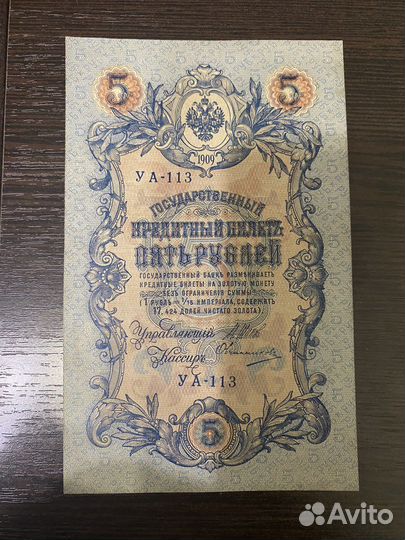 5 5
1909
УА-113
ГОСУДАРСТВЕННЫЙ
КРЕДИТНЫЙ БИЛЕТЪ
ПЯТЬ РУБЛЕЙ
ГОСУДАРСТВЕННЫЙ БАНКЪ РАЗМѢНИВАЕТЪ
КРЕДИТНЫЕ БИЛЕТЫ НА ЗОЛОТУЮ МОНЕТУ
БЕЗЪ ОГРАНИЧЕНІЯ СУММЫ
(1 РУБЛЬ = 1/15 ИМПЕРІАЛА, СОДЕРЖИТЪ
17,424 ДОЛЕЙ ЧИСТАГО ЗОЛОТА).
Управляющій
Кассиръ
УА-113
5
Avito